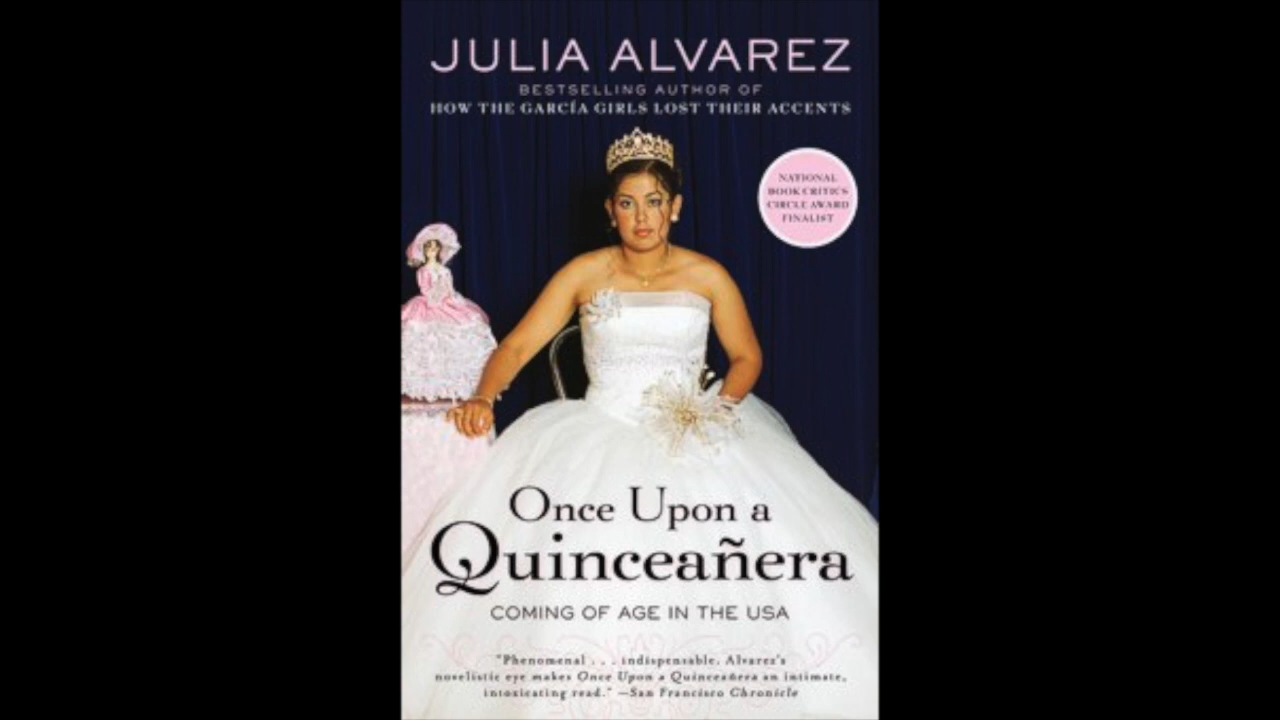 JULIA ALVAREZ
BESTSELLING AUTHOR OF
HOW THE GARCÍA GIRLS LOST THEIR ACCENTS
NATIONAL
BOOK CRITICS
CIRCLE AWARD
FINALIST
Once Upon a
Quinceañera
COMING OF AGE IN THE USA
"Phenomenal . . . indispensable. Alvarez's
novelistic eye makes Once Upon a Quinceañera an intimate,
intoxicating read." —San Francisco Chronicle